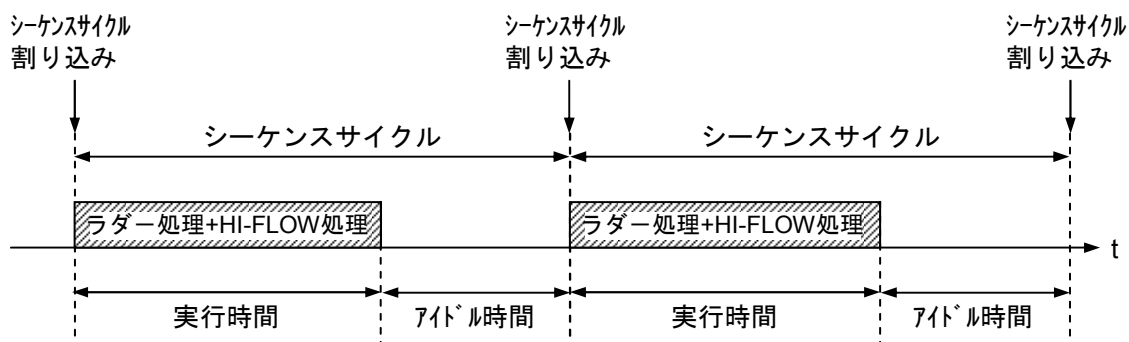 ｼｰｹﾝｽｻｲｸﾙ
割り込み
ｼｰｹﾝｽｻｲｸﾙ
割り込み
ｼｰｹﾝｽｻｲｸﾙ
割り込み
シーケンスサイクル
シーケンスサイクル
ラダー処理+HI-FLOW処理
ラダー処理+HI-FLOW処理
t
実行時間
ｱｲﾄﾞﾙ時間
実行時間
ｱｲﾄﾞﾙ時間